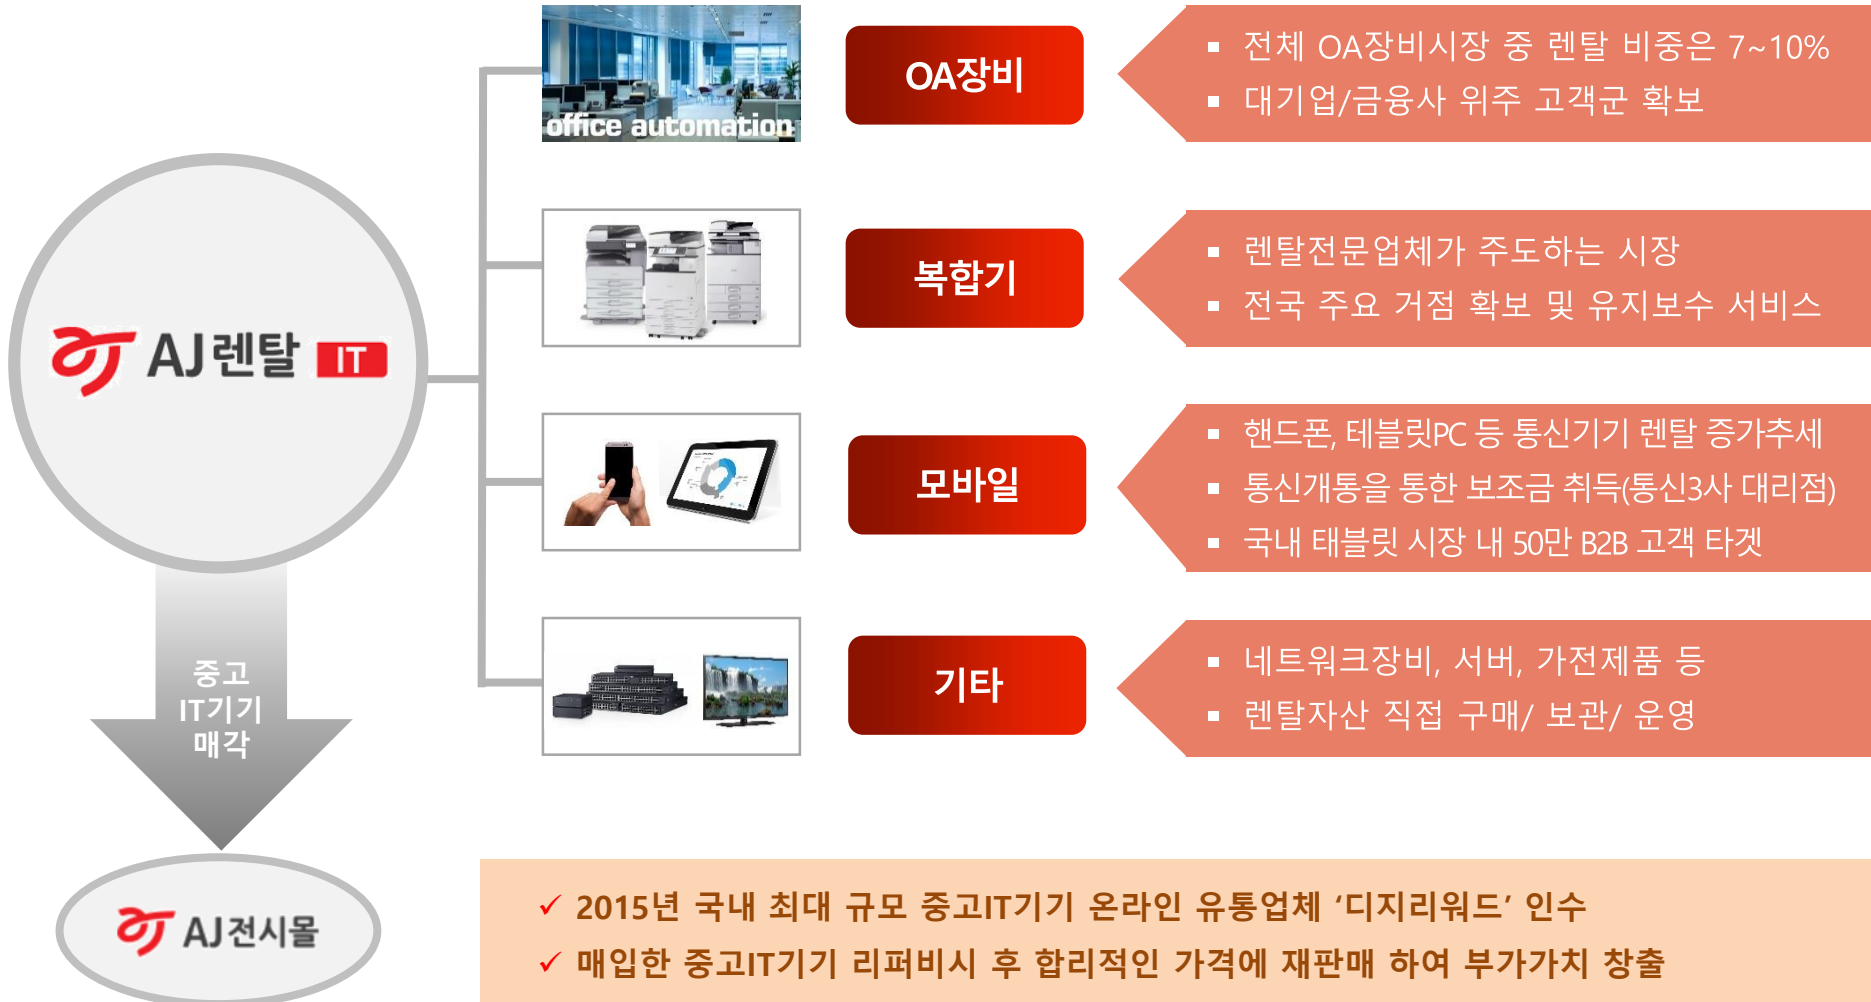 office automation
OA장비
▪ 전체 OA장비시장 중 렌탈 비중은 7~10%
▪ 대기업/금융사 위주 고객군 확보
AJ렌탈 IT
복합기
▪ 렌탈전문업체가 주도하는 시장
▪ 전국 주요 거점 확보 및 유지보수 서비스
모바일
▪ 핸드폰, 테블릿PC 등 통신기기 렌탈 증가추세
▪ 통신개통을 통한 보조금 취득(통신3사 대리점)
▪ 국내 태블릿 시장 내 50만 B2B 고객 타겟
기타
▪ 네트워크장비, 서버, 가전제품 등
▪ 렌탈자산 직접 구매/ 보관/ 운영
중고
IT기기
매각
AJ전시몰
✓ 2015년 국내 최대 규모 중고IT기기 온라인 유통업체 ‘디지리워드’ 인수
✓ 매입한 중고IT기기 리퍼비시 후 합리적인 가격에 재판매 하여 부가가치 창출